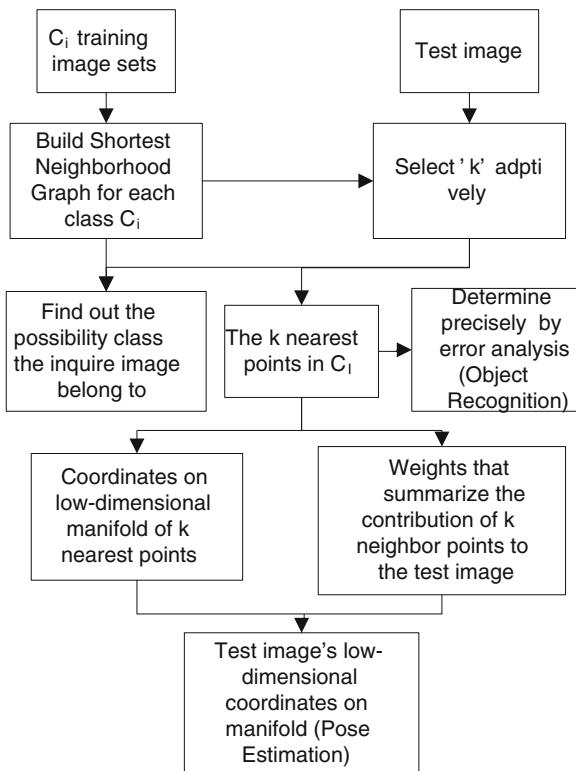 C i training
image sets
Test image
Build Shortest
Neighborhood
Graph for each
class C i
Select ' k' adpti
vely
Find out the
possibility class
the inquire image
belong to
The k nearest
points in C I
Determine
precisely by
error analysis
(Object
Recognition)
Coordinates on
low-dimensional
manifold of k
nearest points
Weights that
summarize the
contribution of k
neighbor points to
the test image
Test image's low-
dimensional
coordinates on
manifold (Pose
Estimation)